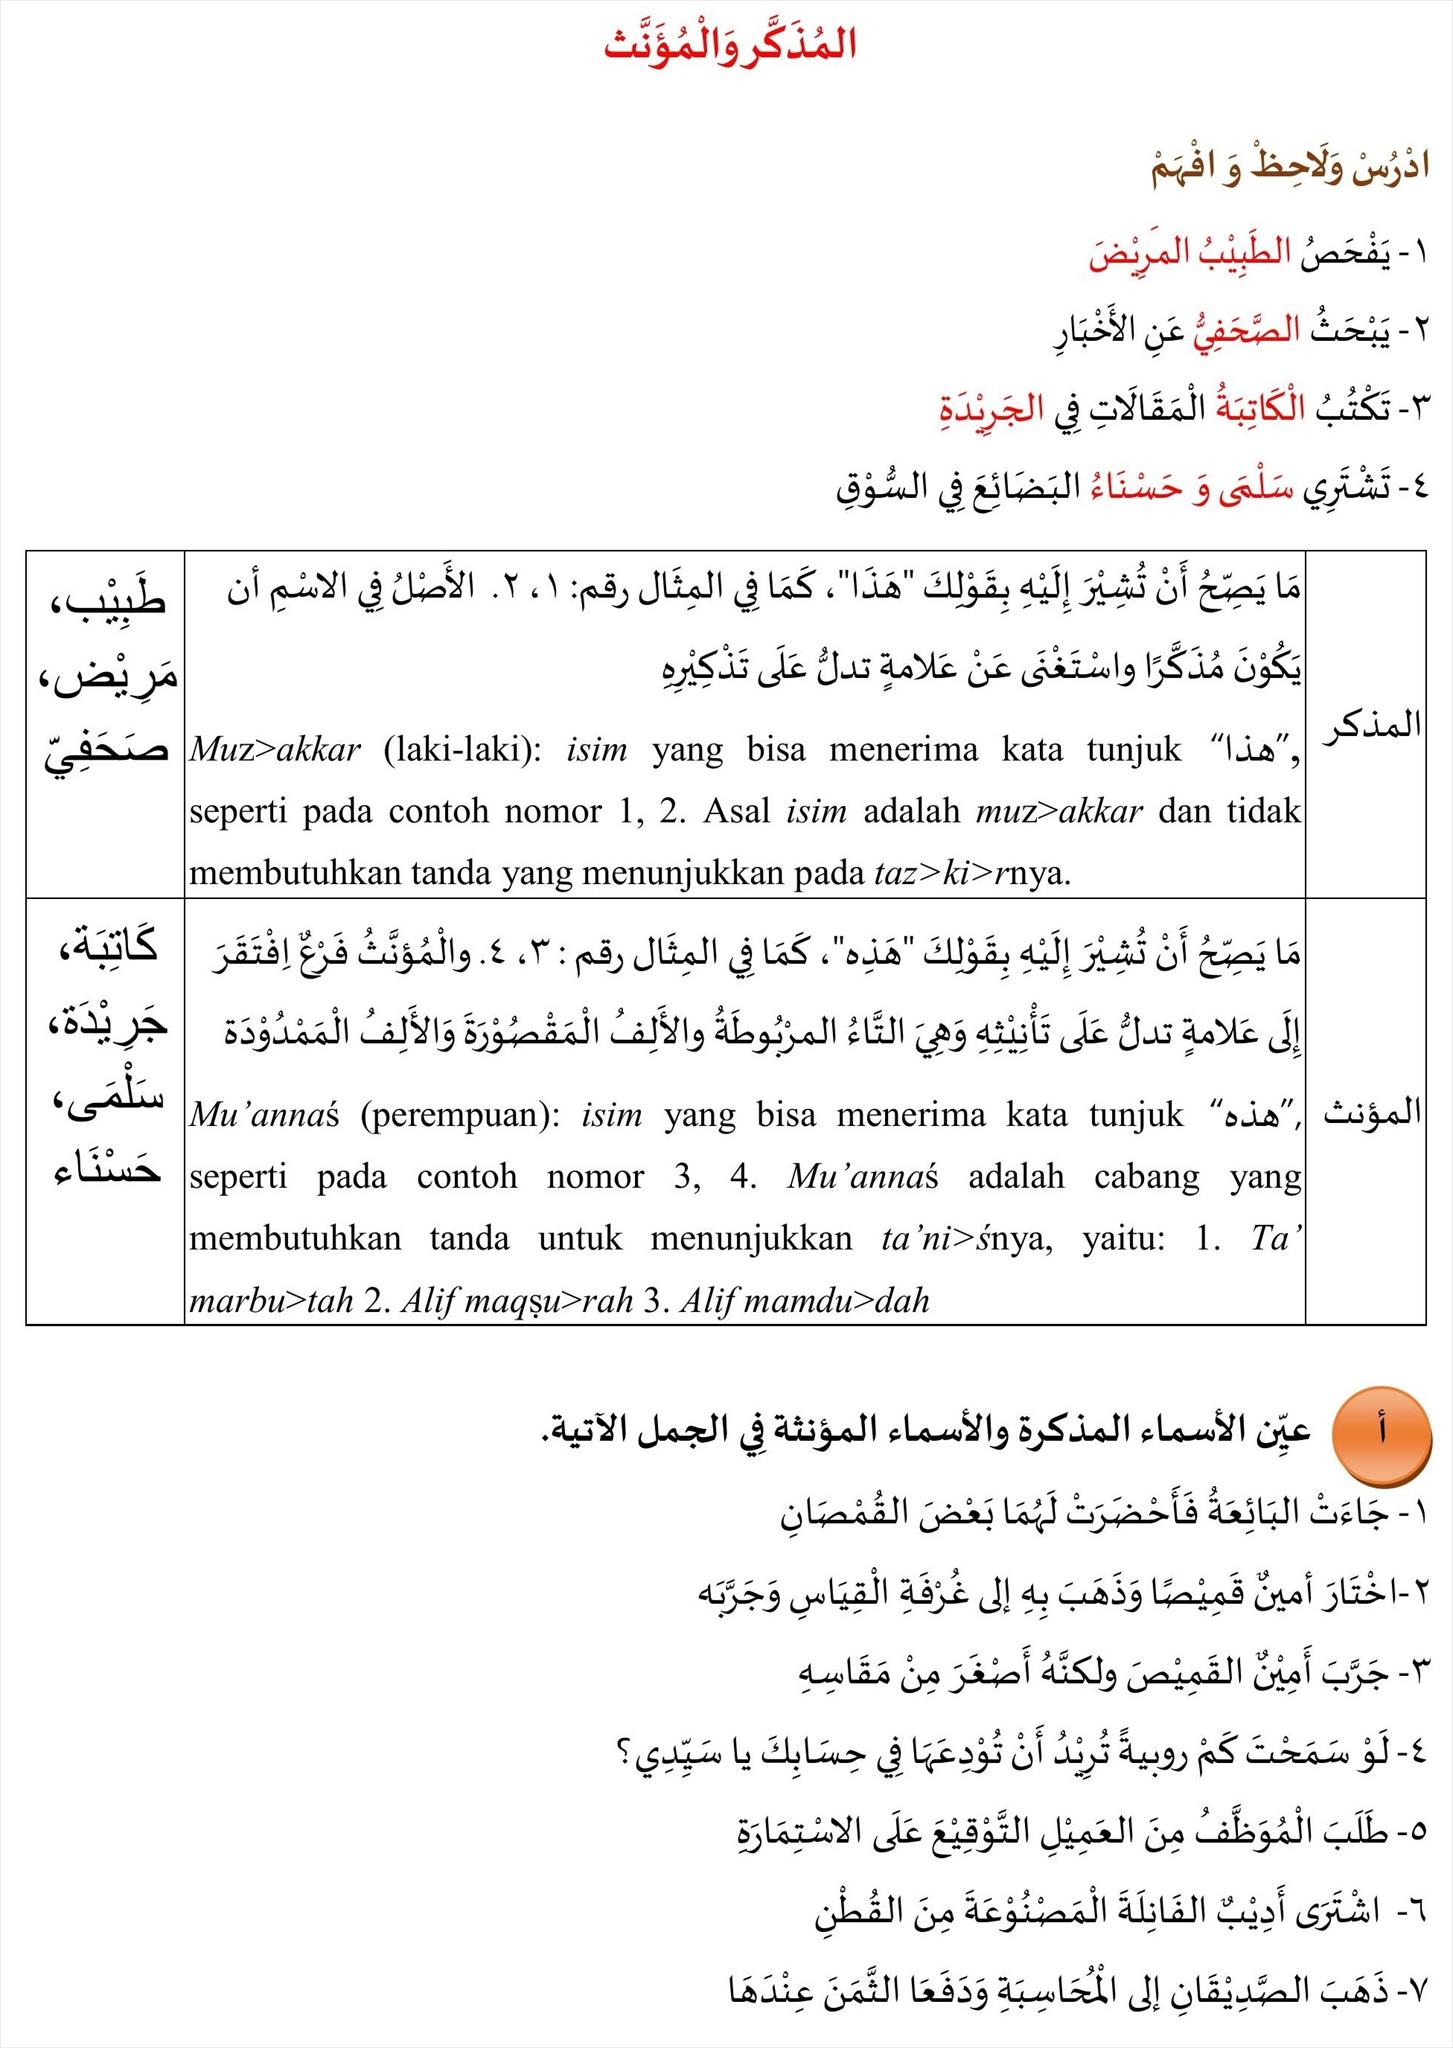 المُذَكَّر وَالْمُؤَنَّث
ادْرُسْ وَلَاحِظْ وَ افْهَمْ
١- يَفْحَصُ الطَبِيْبُ المَرِيْضَ
٢- يَبْحَثُ الصَّحَفِيُّ عَنِ الأَخْبَارِ
٣- تَكْتُبُ الْكَاتِبَةُ الْمَقَالَاتِ فِي الجَرِيْدَةِ
٤- تَشْتَرِي سَلْمَى وَ حَسْنَاءُ البَضَائِعَ فِي السُّوْقِ
المذكر
مَا يَصِحُّ أَنْ تُشِيْرَ إِلَيْهِ بِقَوْلِكَ "هَذَا"، كَمَا فِي المِثَال رقم: ١، ٢. الأَصْلُ فِي الاسْمِ أن
يَكُوْنَ مُذَكَّرًا واسْتَغْنَى عَنْ عَلامةٍ تدلُّ عَلَى تَذْكِيْرِهِ
Muz>akkar (laki-laki): isim yang bisa menerima kata tunjuk “هذا”,
seperti pada contoh nomor 1, 2. Asal isim adalah muz>akkar dan tidak
membutuhkan tanda yang menunjukkan pada taz>ki>rnya.
طَبِيْب،
مَرِيْض،
صَحَفِيّ
المؤنث
مَا يَصِحُّ أَنْ تُشِيْرَ إِلَيْهِ بِقَوْلِكَ "هَذِه"، كَمَا فِي المِثَال رقم : ٣، ٤. والْمُؤنَّثُ فَرْعٌ اِفْتَقَرَ
إِلَى عَلامةٍ تدلُّ عَلَى تَأْنِيْثِهِ وَهِيَ التَّاءُ المرْبُوطَةُ والأَلِفُ الْمَقْصُوْرَةَ وَالأَلِفُ الْمَمْدُوْدَة
Mu’annaś (perempuan): isim yang bisa menerima kata tunjuk “هذه”,
seperti pada contoh nomor 3, 4. Mu’annaś adalah cabang yang
membutuhkan tanda untuk menunjukkan ta’ni>śnya, yaitu: 1. Ta’
marbu>tah 2. Alif maqṣu>rah 3. Alif mamdu>dah
كَاتِبَة،
جَرِيْدَة،
سَلْمَى،
حَسْنَاء
أ عيِّن الأسماء المذكرة والأسماء المؤنثة فِي الجمل الآتية.
١- جَاءَتْ البَائِعَةُ فَأَحْضَرَتْ لَهُمَا بَعْضَ القُمْصَانِ
٢-اخْتَارَ أمينٌ قَمِيْصًا وَذَهَبَ بِهِ إلى غُرْفَةِ الْقِيَاسِ وَجَرَّبَه
٣- جَرَّبَ أَمِيْنٌ القَمِيْصَ ولكنَّهُ أَصْغَرَ مِنْ مَقَاسِهِ
٤- لَوْ سَمَحْتَ كَمْ روبيةً تُرِيْدُ أَنْ تُوْدِعَهَا فِي حِسَابِكَ يا سَيِّدِي؟
٥- طَلَبَ الْمُوَظَّفُ مِنَ العَمِيْلِ التَّوْقِيْعَ عَلَى الاسْتِمَارَةِ
٦- اشْتَرَى أَدِيْبٌ الفَانِلَةَ الْمَصْنُوْعَةَ مِنَ القُطْنِ
٧- ذَهَبَ الصَّدِيْقَانِ إلى الْمُحَاسِبَةِ وَدَفَعَا الثَّمَنَ عِنْدَهَا